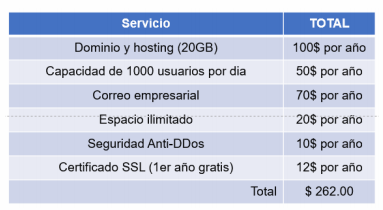 Servicio TOTAL
Dominio y hosting (20GB) 100$ por año
Capacidad de 1000 usuarios por dia 50$ por año
Correo empresarial 70$ por año
Espacio ilimitado 20$ por año
Seguridad Anti-DDos 10$ por año
Certificado SSL (1er año gratis) 12$ por año
Total $ 262.00